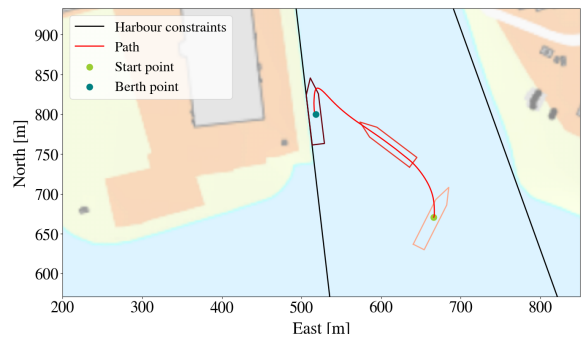 Harbour constraints
Path
Start point
Berth point
North [m]
900
850
800
750
700
650
600
200 300 400 500 600 700 800
East [m]